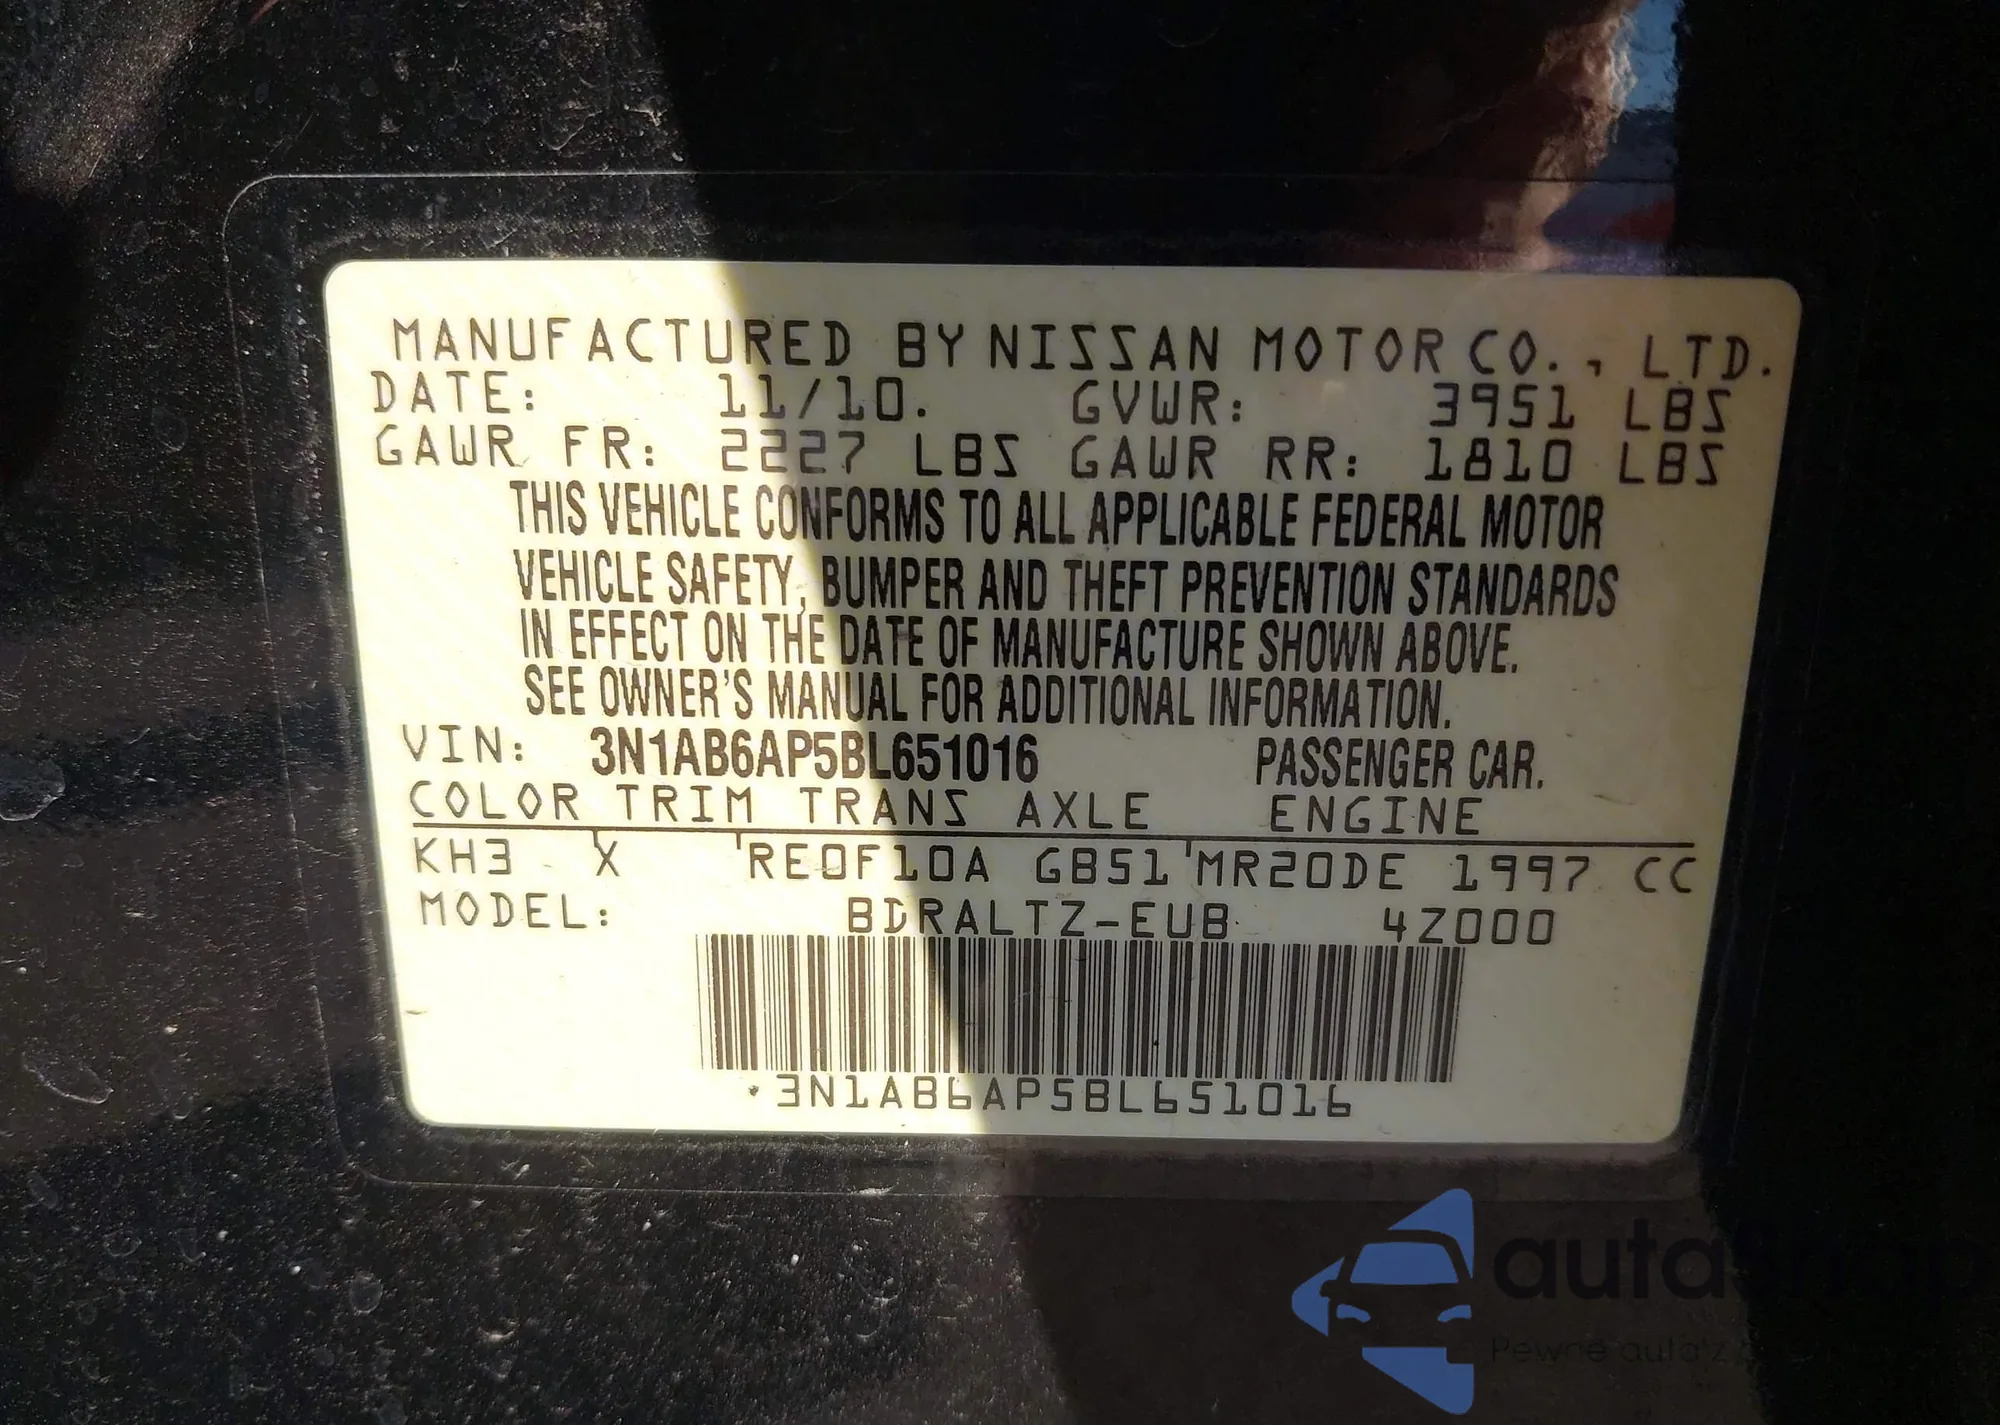 MANUFACTURED BY NISSAN MOTOR CO., LTD.
DATE: 11/10. GVWR: 3951 LBS
GAWR FR: 2227 LBS GAWR RR: 1810 LBS
THIS VEHICLE CONFORMS TO ALL APPLICABLE FEDERAL MOTOR
VEHICLE SAFETY, BUMPER AND THEFT PREVENTION STANDARDS
IN EFFECT ON THE DATE OF MANUFACTURE SHOWN ABOVE.
SEE OWNER'S MANUAL FOR ADDITIONAL INFORMATION.
VIN: 3N1AB6AP5BL651016 PASSENGER CAR.
COLOR TRIM TRANS AXLE ENGINE
KH3 X RE0F10A GB51 MR20DE 1997 CC
MODEL: BDRALTZ-EUB 4Z000
3N1AB6AP5BL651016
Pewne auta z